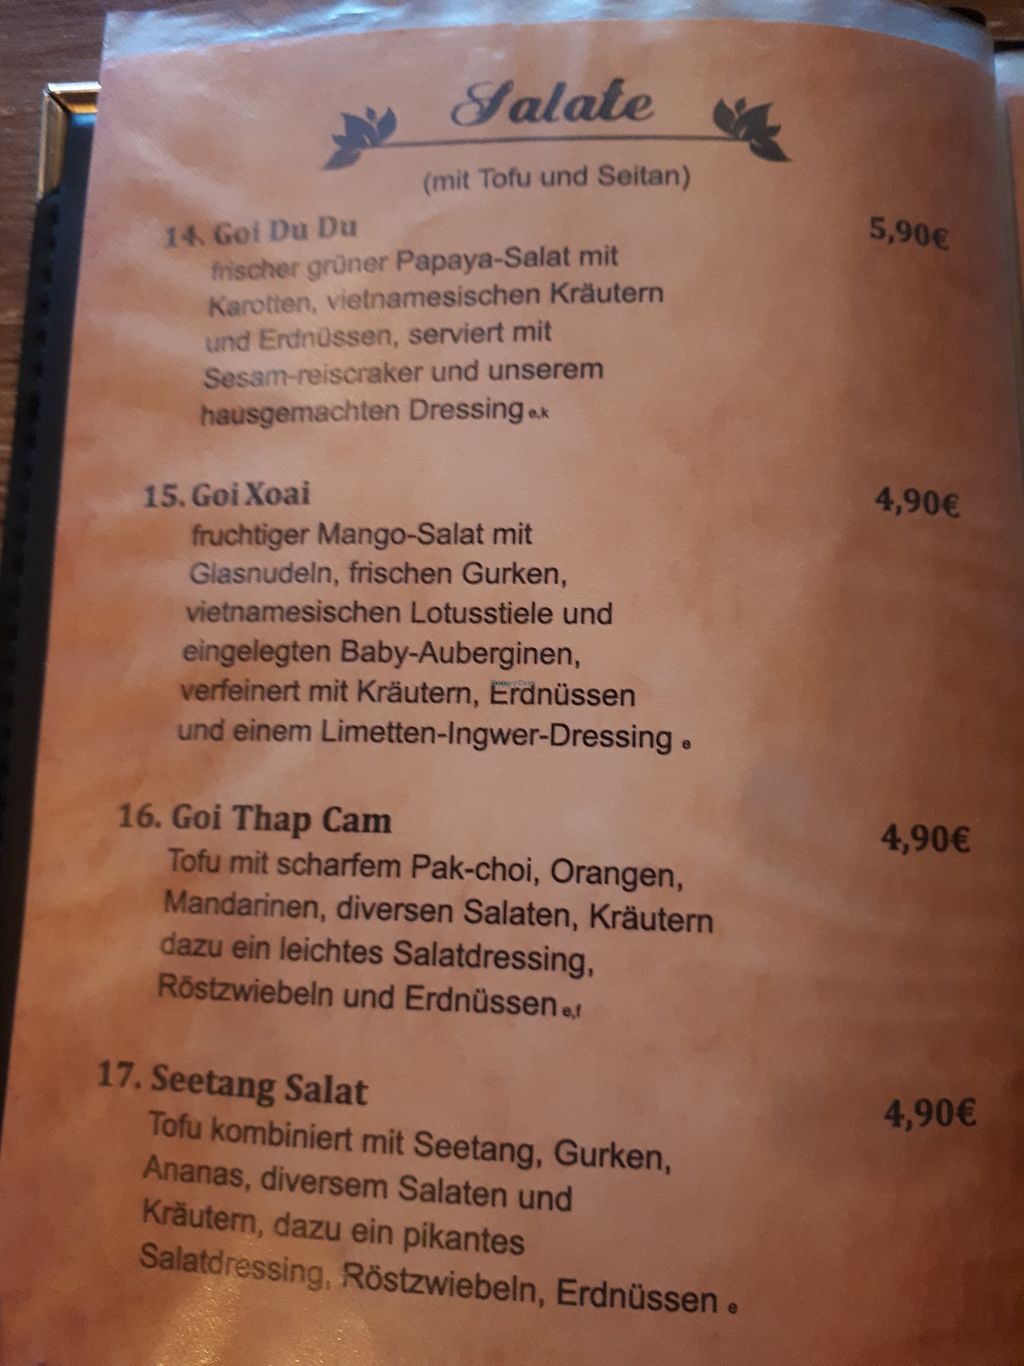 Salate
(mit Tofu und Seitan)
14. Goi Du Du 5,90€
frischer grüner Papaya-Salat mit
Karotten, vietnamesischen Kräutern
und Erdnüssen, serviert mit
Sesam-reiscraker und unserem
hausgemachten Dressing e,k
15. Goi Xoai 4,90€
fruchtiger Mango-Salat mit
Glasnudeln, frischen Gurken,
vietnamesischen Lotusstiele und
eingelegten Baby-Auberginen,
verfeinert mit Kräutern, Erdnüssen
und einem Limetten-Ingwer-Dressing e
16. Goi Thap Cam 4,90€
Tofu mit scharfem Pak-choi, Orangen,
Mandarinen, diversen Salaten, Kräutern
dazu ein leichtes Salatdressing,
Röstzwiebeln und Erdnüssen e,f
17. Seetang Salat 4,90€
Tofu kombiniert mit Seetang, Gurken,
Ananas, diversem Salaten und
Kräutern, dazu ein pikantes
Salatdressing, Röstzwiebeln, Erdnüssen e
HappyCow